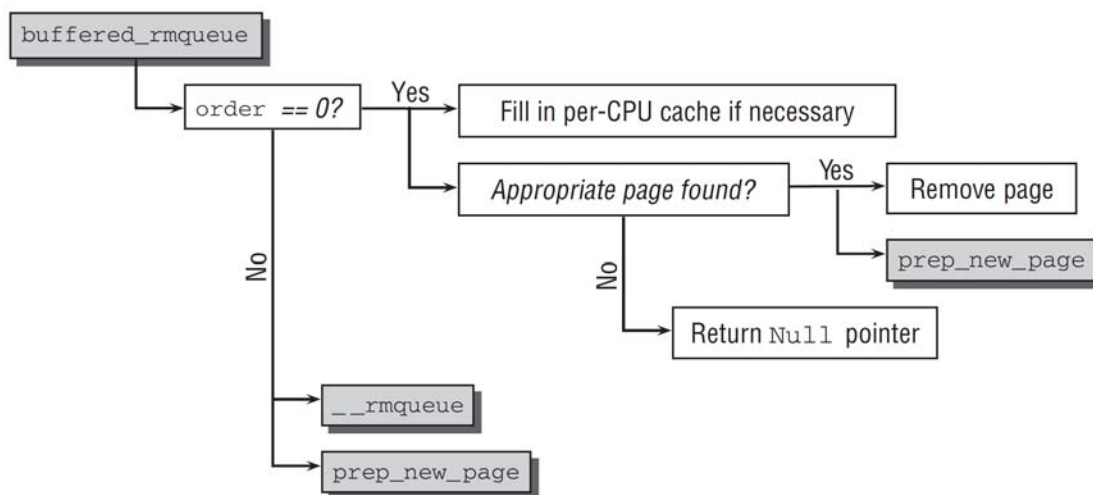 buffered_rmqueue
order == 0?
Yes
Fill in per-CPU cache if necessary
Appropriate page found?
Yes
Remove page
prep_new_page
No
Return Null pointer
No
__rmqueue
prep_new_page